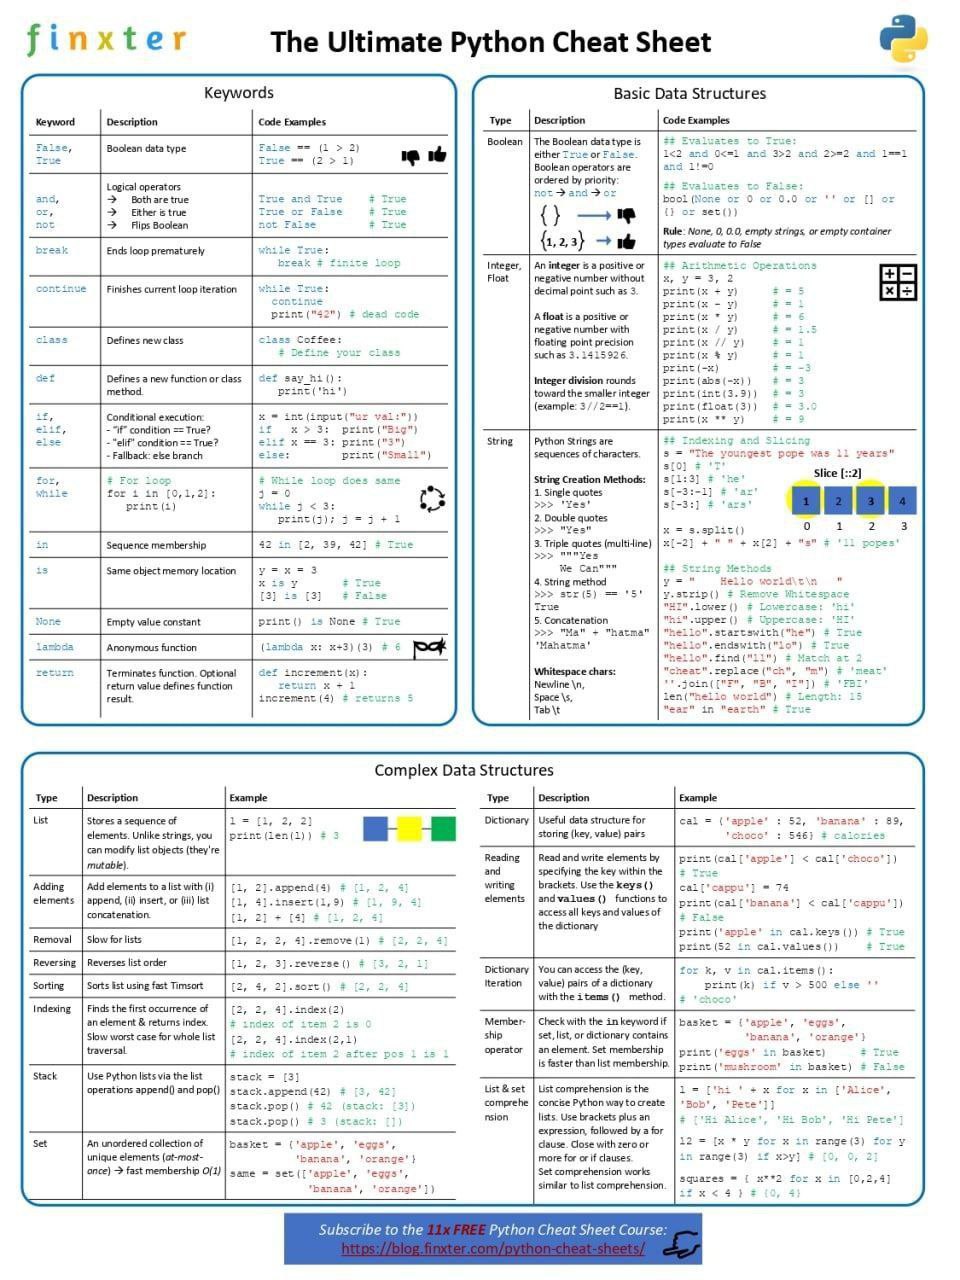 finxter
The Ultimate Python Cheat Sheet
Keywords
Keyword Description Code Examples
False,
True
Boolean data type
False == (1 > 2)
True == (2 > 1)
and,
or,
not
Logical operators
→ Both are true
→ Either is true
→ Flips Boolean
True and True # True
True or False # True
not False # True
break
Ends loop prematurely
while True:
break # finite loop
continue
Finishes current loop iteration
while True:
continue
print("42") # dead code
class
Defines new class
class Coffee:
# Define your class
def
Defines a new function or class
method.
def say_hi():
print('hi')
if,
elif,
else
Conditional execution:
- "if" condition == True?
- "elif" condition == True?
- Fallback: else branch
x = int(input("ur val:"))
if x > 3: print("Big")
elif x == 3: print("3")
else: print("Small")
for,
while
# For loop
for i in [0,1,2]:
print(i)
# While loop does same
j = 0
while j < 3:
print(j); j = j + 1
in
Sequence membership
42 in [2, 39, 42] # True
is
Same object memory location
y = x = 3
x is y # True
[3] is [3] # False
None
Empty value constant
print() is None # True
lambda
Anonymous function
(lambda x: x+3)(3) # 6
return
Terminates function. Optional
return value defines function
result.
def increment(x):
return x + 1
increment(4) # returns 5
Basic Data Structures
Type Description Code Examples
Boolean
The Boolean data type is
either True or False.
Boolean operators are
ordered by priority:
not → and → or
{ } →
{1, 2, 3} →
## Evaluates to True:
1<2 and 0<=1 and 3>2 and 2>=2 and 1==1
and 1!=0
## Evaluates to False:
bool(None or 0 or 0.0 or '' or [] or
{} or set())
Rule: None, 0, 0.0, empty strings, or empty container
types evaluate to False
Integer,
Float
An integer is a positive or
negative number without
decimal point such as 3.
A float is a positive or
negative number with
floating point precision
such as 3.1415926.
Integer division rounds
toward the smaller integer
(example: 3//2==1).
## Arithmetic Operations
x, y = 3, 2
print(x + y) # = 5
print(x - y) # = 1
print(x * y) # = 6
print(x / y) # = 1.5
print(x // y) # = 1
print(x % y) # = 1
print(-x) # = -3
print(abs(-x)) # = 3
print(int(3.9)) # = 3
print(float(3)) # = 3.0
print(x ** y) # = 9
+ −
× ÷
String
Python Strings are
sequences of characters.
String Creation Methods:
1. Single quotes
>>> 'Yes'
2. Double quotes
>>> "Yes"
3. Triple quotes (multi-line)
>>> """Yes
We Can"""
4. String method
>>> str(5) == '5'
True
5. Concatenation
>>> "Ma" + "hatma"
'Mahatma'
Whitespace chars:
Newline \n,
Space \s,
Tab \t
## Indexing and Slicing
s = "The youngest pope was 11 years"
s[0] # 'T'
s[1:3] # 'he'
s[-3:-1] # 'ar'
s[-3:] # 'ars'
Slice [::2]
1 2 3 4
0 1 2 3
x = s.split()
x[-2] + " " + x[2] + "s" # '11 popes'
## String Methods
y = " Hello world\t\n "
y.strip() # Remove Whitespace
"HI".lower() # Lowercase: 'hi'
"hi".upper() # Uppercase: 'HI'
"hello".startswith("he") # True
"hello".endswith("lo") # True
"hello".find("ll") # Match at 2
"cheat".replace("ch", "m") # 'meat'
''.join(["F", "B", "I"]) # 'FBI'
len("hello world") # Length: 15
"ear" in "earth" # True
Complex Data Structures
Type Description Example
List
Stores a sequence of
elements. Unlike strings, you
can modify list objects (they're
mutable).
l = [1, 2, 2]
print(len(l)) # 3
Adding
elements
Add elements to a list with (i)
append, (ii) insert, or (iii) list
concatenation.
[1, 2].append(4) # [1, 2, 4]
[1, 4].insert(1,9) # [1, 9, 4]
[1, 2] + [4] # [1, 2, 4]
Removal
Slow for lists
[1, 2, 2, 4].remove(1) # [2, 2, 4]
Reversing
Reverses list order
[1, 2, 3].reverse() # [3, 2, 1]
Sorting
Sorts list using fast Timsort
[2, 4, 2].sort() # [2, 2, 4]
Indexing
Finds the first occurrence of
an element & returns index.
Slow worst case for whole list
traversal.
[2, 2, 4].index(2)
# index of item 2 is 0
[2, 2, 4].index(2,1)
# index of item 2 after pos 1 is 1
Stack
Use Python lists via the list
operations append() and pop()
stack = [3]
stack.append(42) # [3, 42]
stack.pop() # 42 (stack: [3])
stack.pop() # 3 (stack: [])
Set
An unordered collection of
unique elements (at-most-
once) → fast membership O(1)
basket = {'apple', 'eggs',
'banana', 'orange'}
same = set(['apple', 'eggs',
'banana', 'orange'])
Type Description Example
Dictionary
Useful data structure for
storing (key, value) pairs
cal = {'apple' : 52, 'banana' : 89,
'choco' : 546} # calories
Reading
and
writing
elements
Read and write elements by
specifying the key within the
brackets. Use the keys()
and values() functions to
access all keys and values of
the dictionary
print(cal['apple'] < cal['choco'])
# True
cal['cappu'] = 74
print(cal['banana'] < cal['cappu'])
# False
print('apple' in cal.keys()) # True
print(52 in cal.values()) # True
Dictionary
Iteration
You can access the (key,
value) pairs of a dictionary
with the items() method.
for k, v in cal.items():
print(k) if v > 500 else ''
# 'choco'
Member-
ship
operator
Check with the in keyword if
set, list, or dictionary contains
an element. Set membership
is faster than list membership.
basket = {'apple', 'eggs',
'banana', 'orange'}
print('eggs' in basket) # True
print('mushroom' in basket) # False
List & set
comprehe
nsion
List comprehension is the
concise Python way to create
lists. Use brackets plus an
expression, followed by a for
clause. Close with zero or
more for or if clauses.
Set comprehension works
similar to list comprehension.
l = ['hi ' + x for x in ['Alice',
'Bob', 'Pete']]
# ['Hi Alice', 'Hi Bob', 'Hi Pete']
l2 = [x * y for x in range(3) for y
in range(3) if x>y] # [0, 0, 2]
squares = { x**2 for x in [0,2,4]
if x < 4 } # {0, 4}
Subscribe to the 11x FREE Python Cheat Sheet Course:
https://blog.finxter.com/python-cheat-sheets/